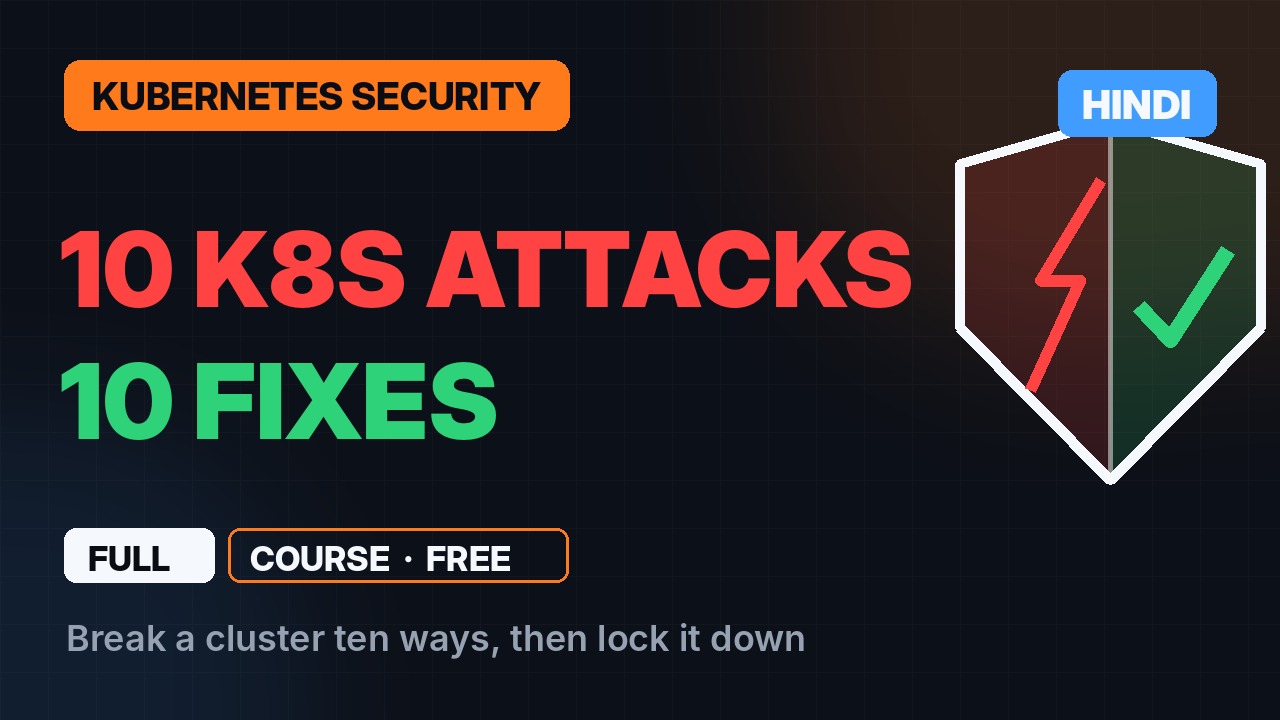 KUBERNETES SECURITY
HINDI
10 K8S ATTACKS
10 FIXES
FULL COURSE · FREE
Break a cluster ten ways, then lock it down